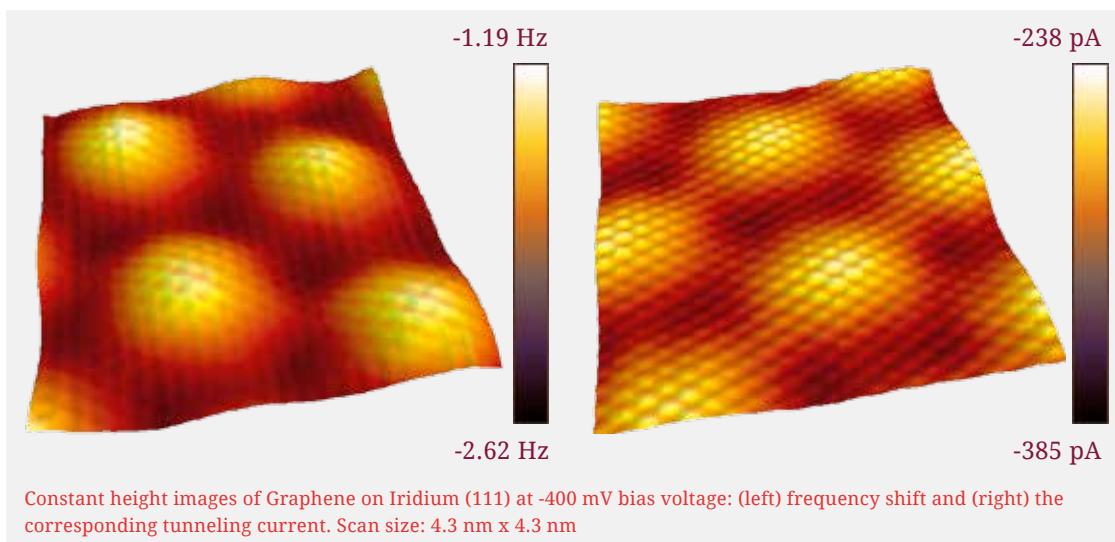 -1.19 Hz
-238 pA
-2.62 Hz
-385 pA
Constant height images of Graphene on Iridium (111) at -400 mV bias voltage: (left) frequency shift and (right) the
corresponding tunneling current. Scan size: 4.3 nm x 4.3 nm